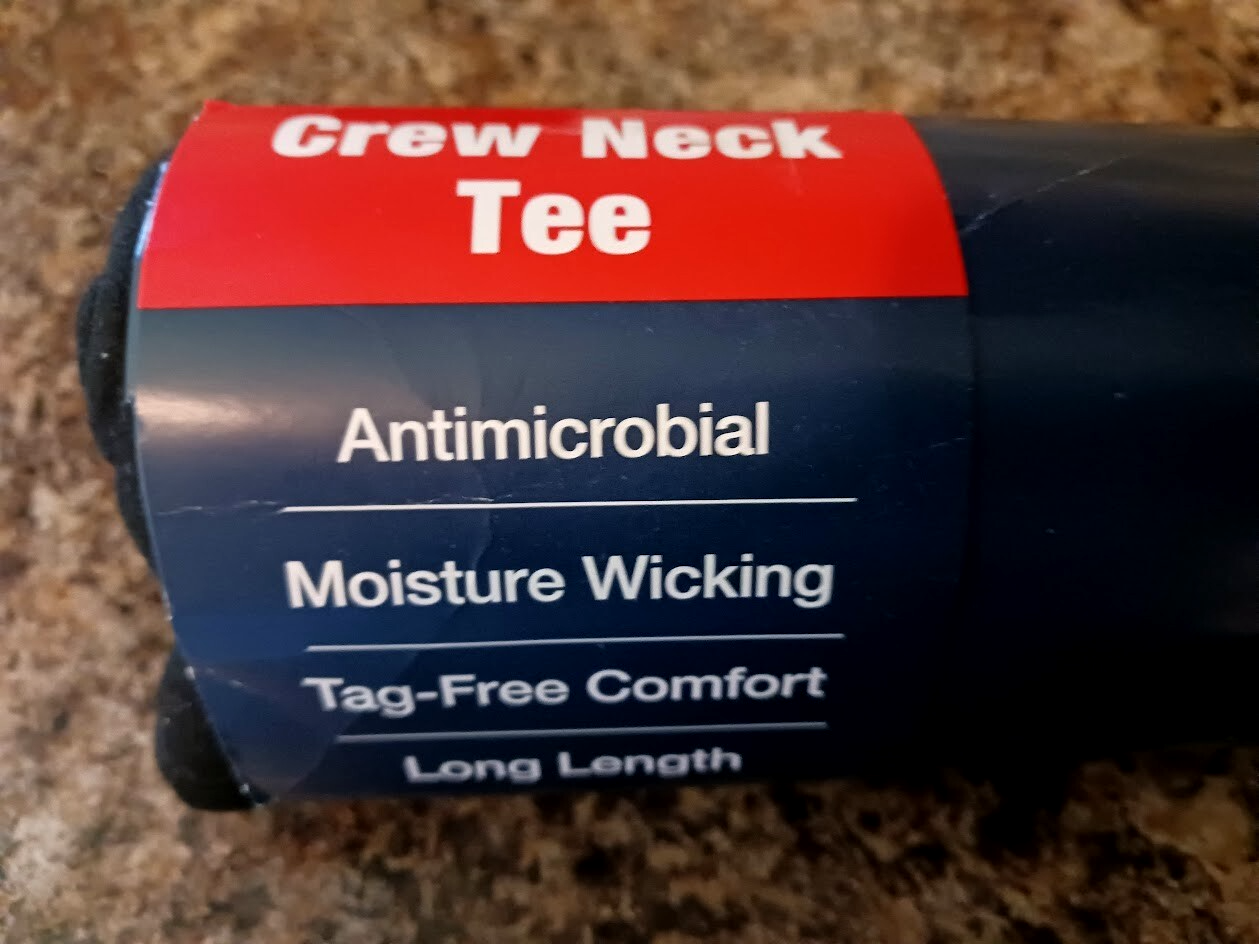 Crew Neck
Tee
Antimicrobial
Moisture Wicking
Tag-Free Comfort
Long Length